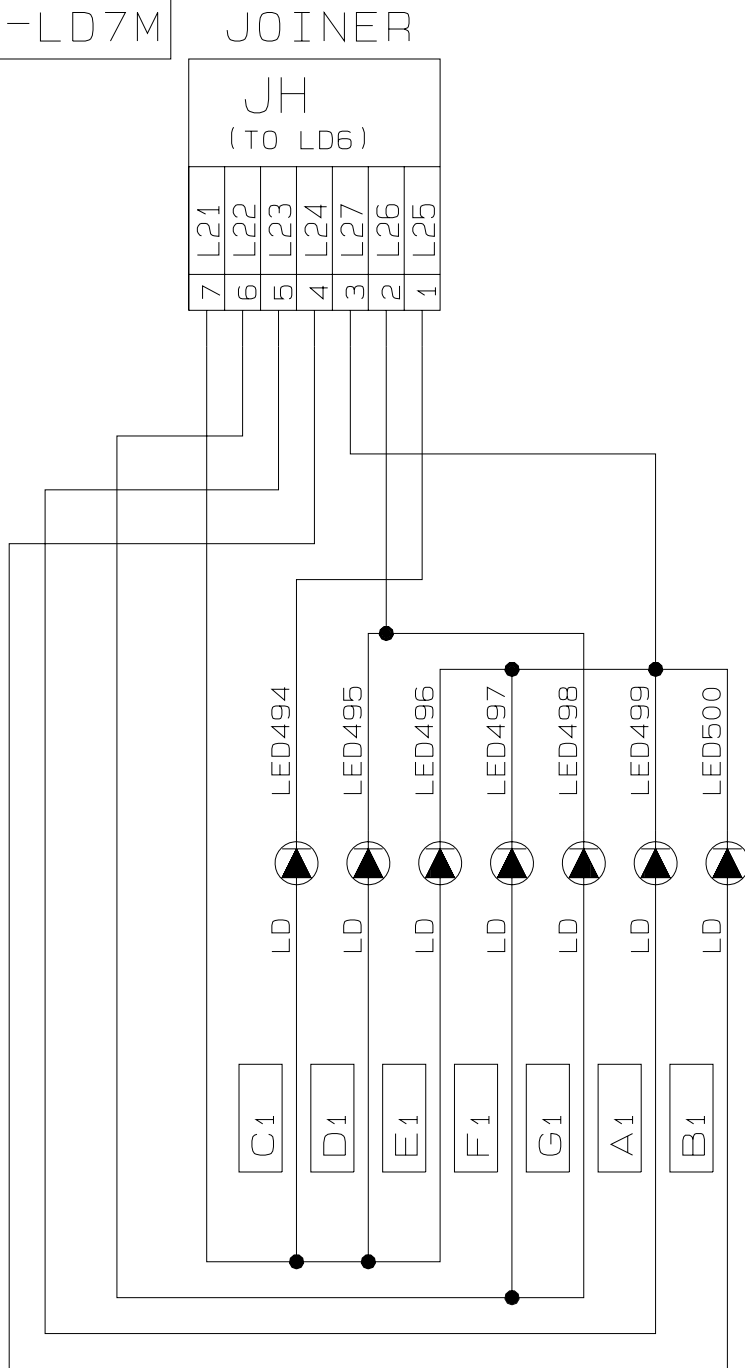 -LD7M
JOINER
JH
(TO LD6)
L21 L22 L23 L24 L27 L26 L25
7 6 5 4 3 2 1
LED494 LED495 LED496 LED497 LED498 LED499 LED500
LD LD LD LD LD LD LD
C1 D1 E1 F1 G1 A1 B1